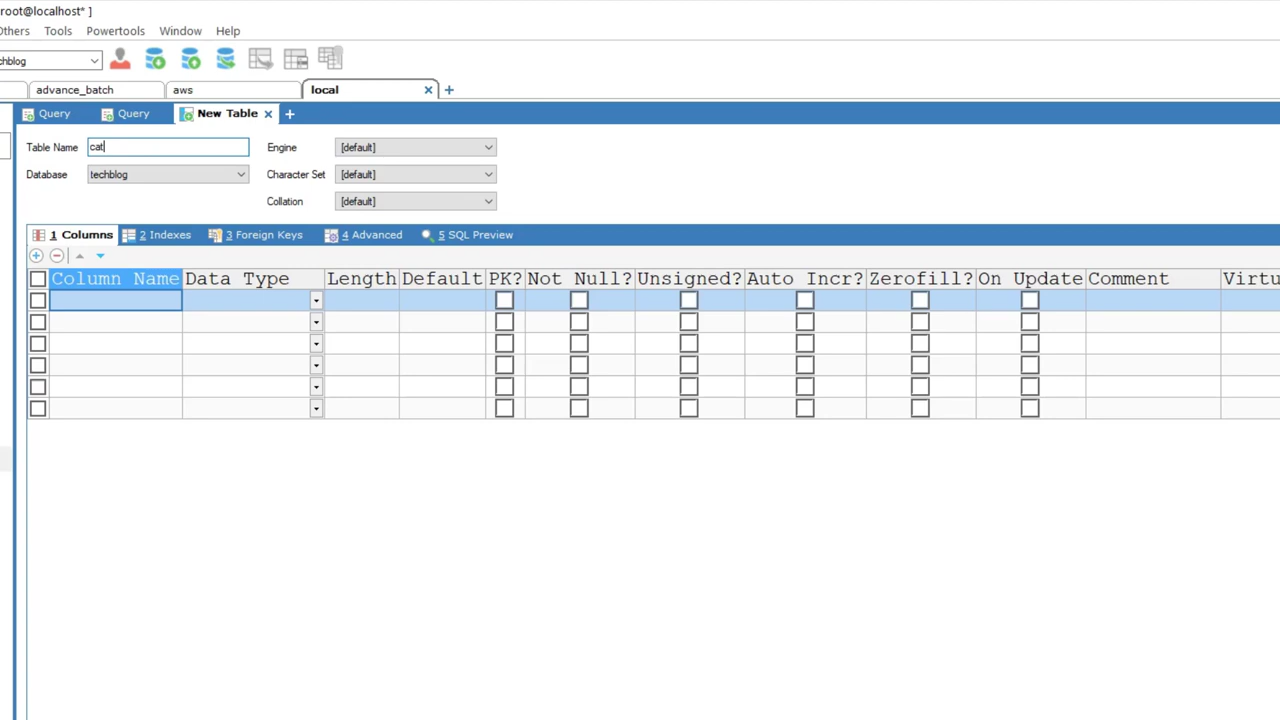 root@localhost* ]
Others Tools Powertools Window Help
chblog
advance_batch aws local
Query Query New Table
Table Name cat Engine [default]
Database techblog Character Set [default]
Collation [default]
1 Columns 2 Indexes 3 Foreign Keys 4 Advanced 5 SQL Preview
Column Name Data Type Length Default PK? Not Null? Unsigned? Auto Incr? Zerofill? On Update Comment Virtu